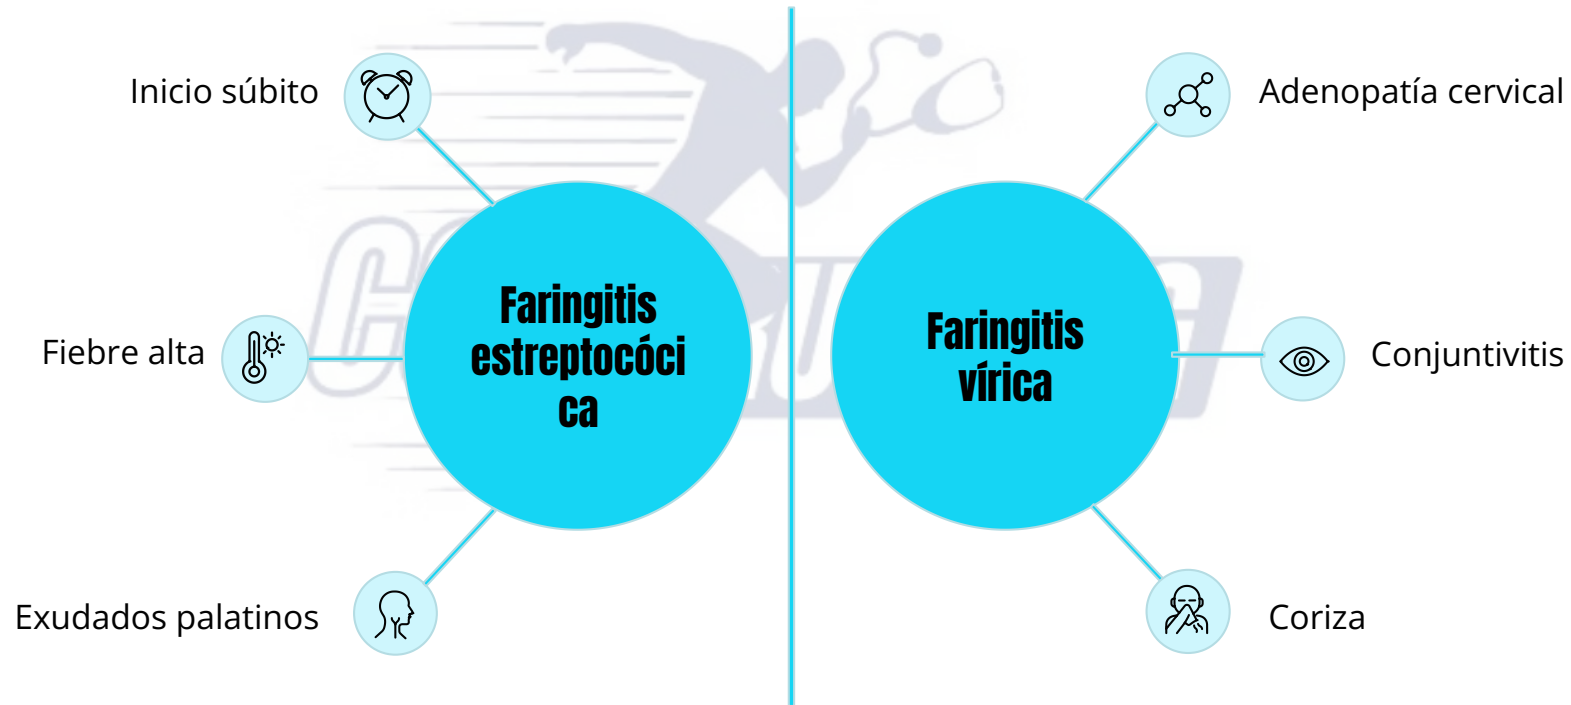 Inicio súbito
Fiebre alta
Exudados palatinos
Faringitis
estreptocóci
ca
Faringitis
vírica
Adenopatía cervical
Conjuntivitis
Coriza